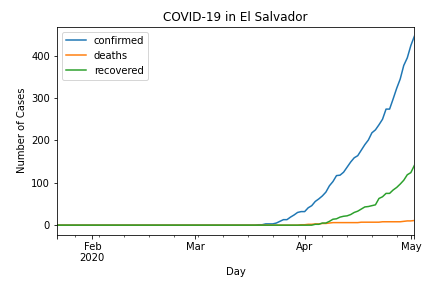 COVID-19 in El Salvador
confirmed
deaths
recovered
Number of Cases
400
300
200
100
0
Feb
2020
Mar
Apr
May
Day